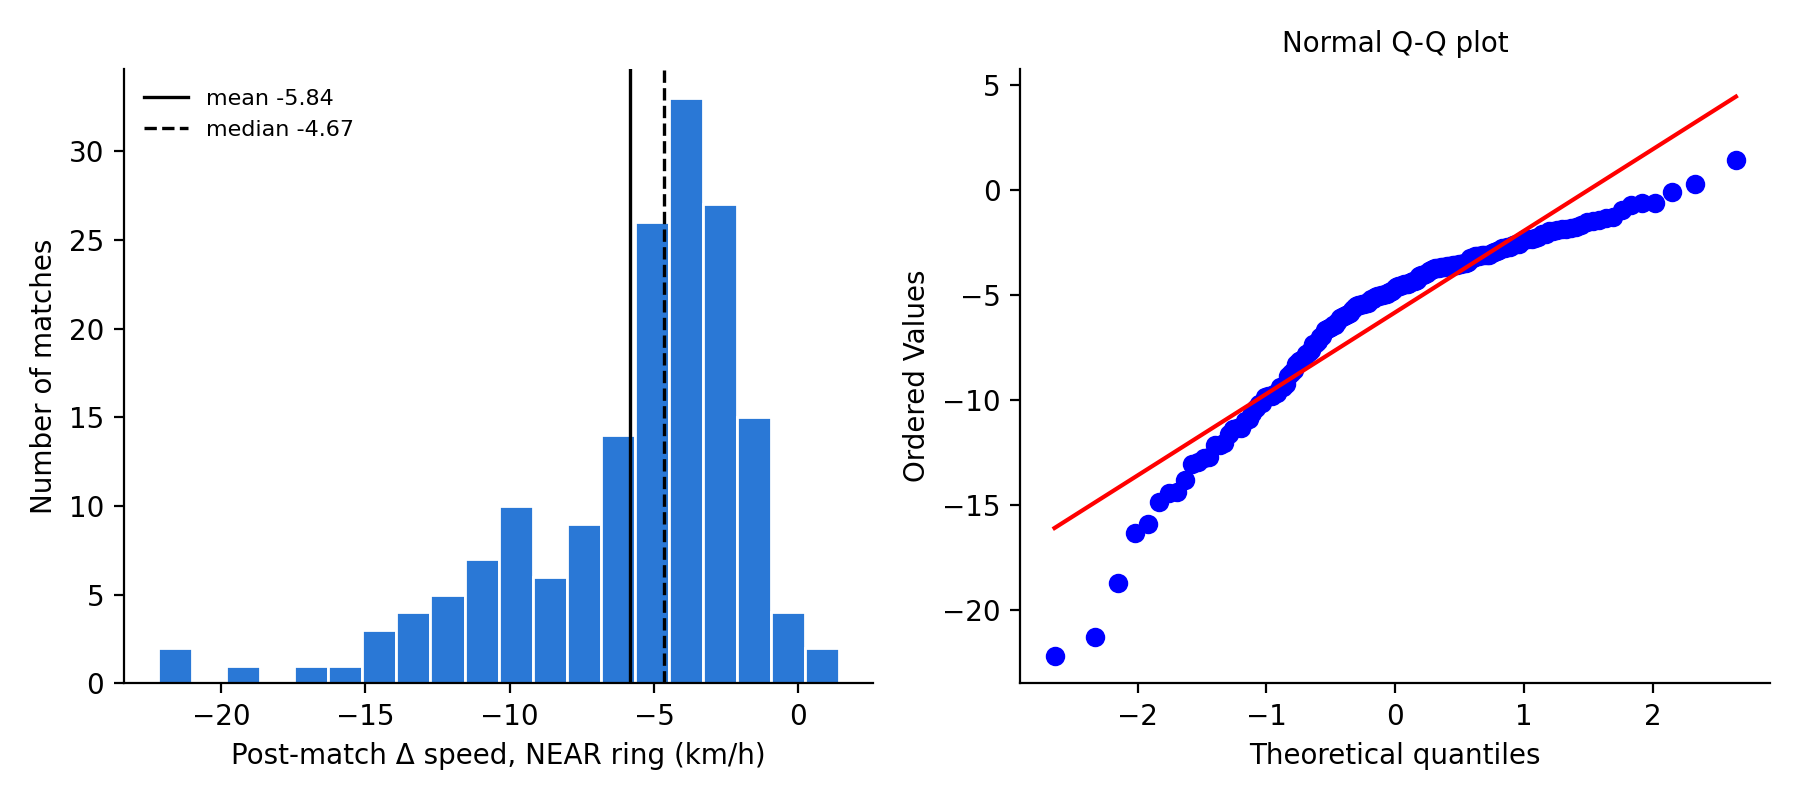 mean -5.84
median -4.67
30
25
20
15
10
5
0
Number of matches
−20 −15 −10 −5 0
Post-match Δ speed, NEAR ring (km/h)
Normal Q-Q plot
5
0
−5
−10
−15
−20
Ordered Values
−2 −1 0 1 2
Theoretical quantiles